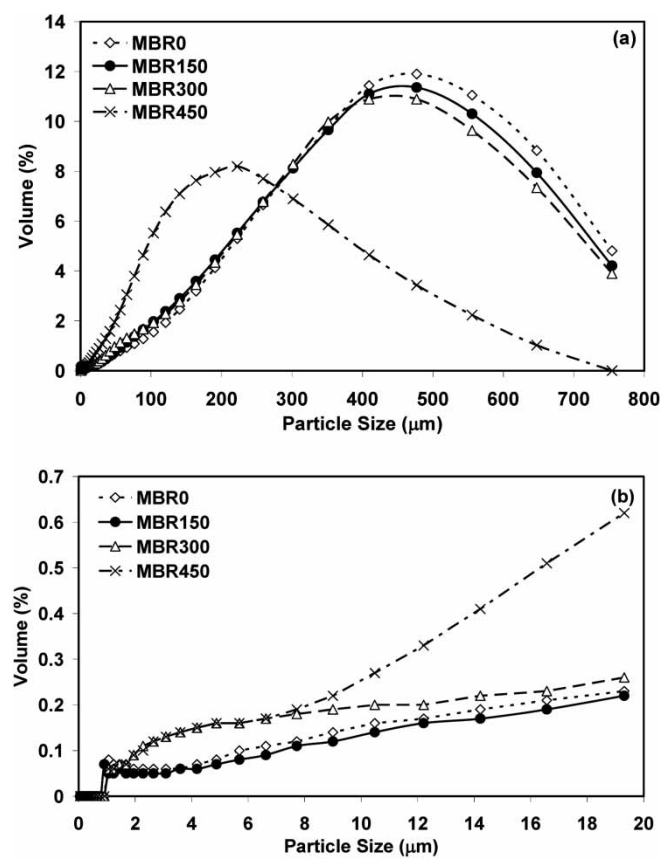 (a)
MBR0
MBR150
MBR300
MBR450
Volume (%)
14
12
10
8
6
4
2
0
0 100 200 300 400 500 600 700 800
Particle Size (μm)
(b)
MBR0
MBR150
MBR300
MBR450
Volume (%)
0.7
0.6
0.5
0.4
0.3
0.2
0.1
0
0 2 4 6 8 10 12 14 16 18 20
Particle Size (μm)